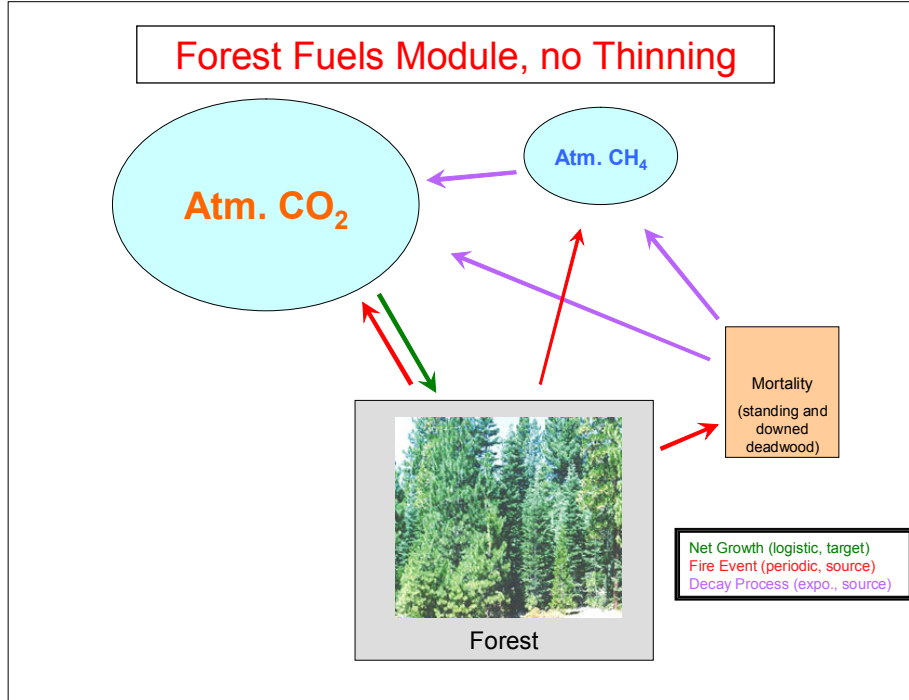 Forest Fuels Module, no Thinning
Atm. CO₂
Atm. CH₄
Mortality
(standing and
downed
deadwood)
Forest
Net Growth (logistic, target)
Fire Event (periodic, source)
Decay Process (expo., source)